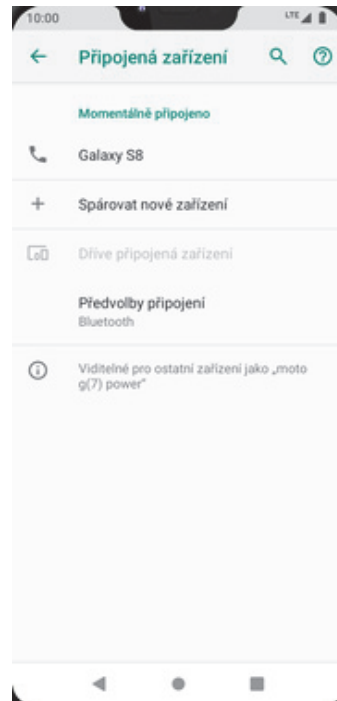 10:00
LTE
Připojená zařízení
Momentálně připojeno
Galaxy S8
Spárovat nové zařízení
Dříve připojená zařízení
Předvolby připojení
Bluetooth
Viditelné pro ostatní zařízení jako „moto
g(7) power“